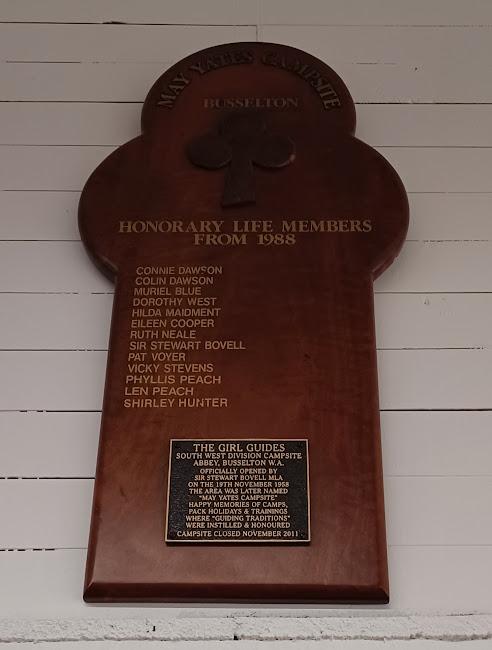 MAY YATES CAMPSITE
BUSSELTON
HONORARY LIFE MEMBERS
FROM 1988
CONNIE DAWSON
COLIN DAWSON
MURIEL BLUE
DOROTHY WEST
HILDA MAIDMENT
EILEEN COOPER
RUTH NEALE
SIR STEWART BOVELL
PAT VOYER
VICKY STEVENS
PHYLLIS PEACH
LEN PEACH
SHIRLEY HUNTER
THE GIRL GUIDES
SOUTH WEST DIVISION CAMPSITE
ABBEY, BUSSELTON W.A.
OFFICIALLY OPENED BY
SIR STEWART BOVELL MLA
ON THE 19TH NOVEMBER 1958
THE AREA WAS LATER NAMED
"MAY YATES CAMPSITE"
HAPPY MEMORIES OF CAMPS,
PACK HOLIDAYS & TRAININGS
WHERE "GUIDING TRADITIONS"
WERE INSTILLED & HONOURED
CAMPSITE CLOSED NOVEMBER 2011